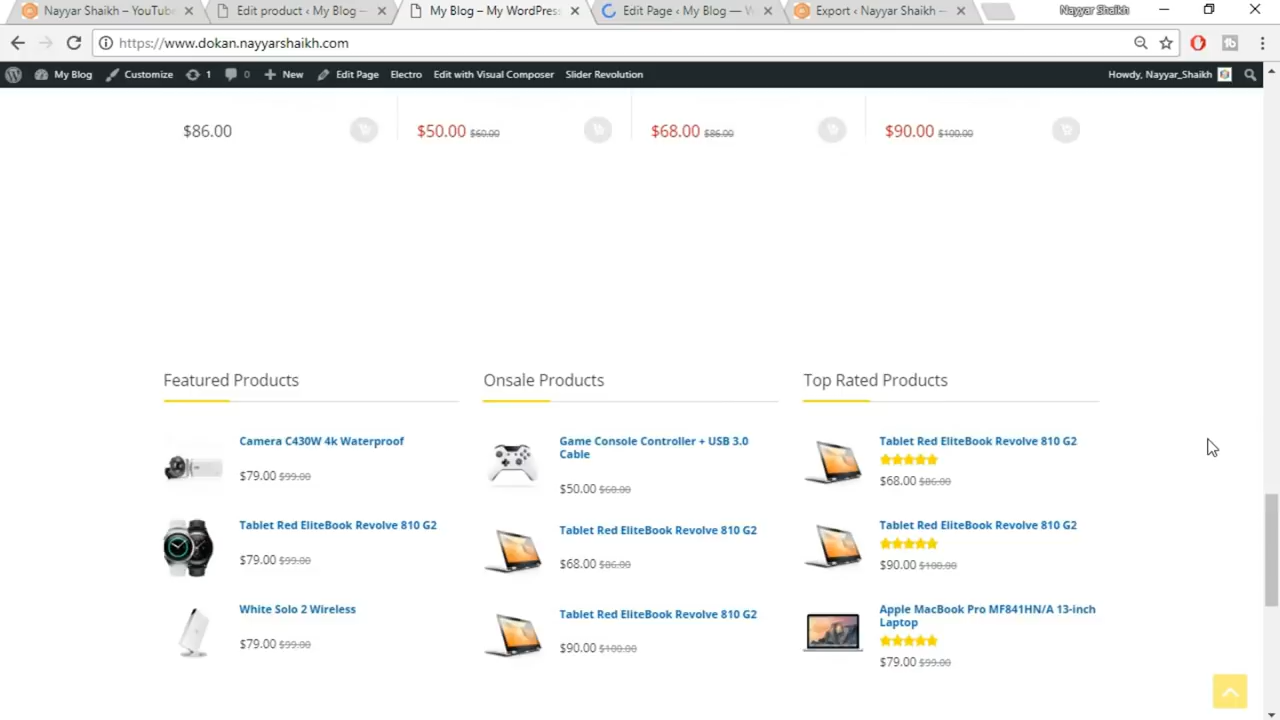 Nayyar Shaikh – YouTube
Edit product ‹ My Blog –
My Blog – My WordPress
Edit Page ‹ My Blog — W
Export ‹ Nayyar Shaikh —
Nayyar Shaikh
https://www.dokan.nayyarshaikh.com
My Blog
Customize
1
0
New
Edit Page
Electro
Edit with Visual Composer
Slider Revolution
Howdy, Nayyar_Shaikh
$86.00
$50.00 $60.00
$68.00 $86.00
$90.00 $100.00
Featured Products
Camera C430W 4k Waterproof
$79.00 $99.00
Tablet Red EliteBook Revolve 810 G2
$79.00 $99.00
White Solo 2 Wireless
$79.00 $99.00
Onsale Products
Game Console Controller + USB 3.0
Cable
$50.00 $60.00
Tablet Red EliteBook Revolve 810 G2
$68.00 $86.00
Tablet Red EliteBook Revolve 810 G2
$90.00 $100.00
Top Rated Products
Tablet Red EliteBook Revolve 810 G2
$68.00 $86.00
Tablet Red EliteBook Revolve 810 G2
$90.00 $100.00
Apple MacBook Pro MF841HN/A 13-inch
Laptop
$79.00 $99.00